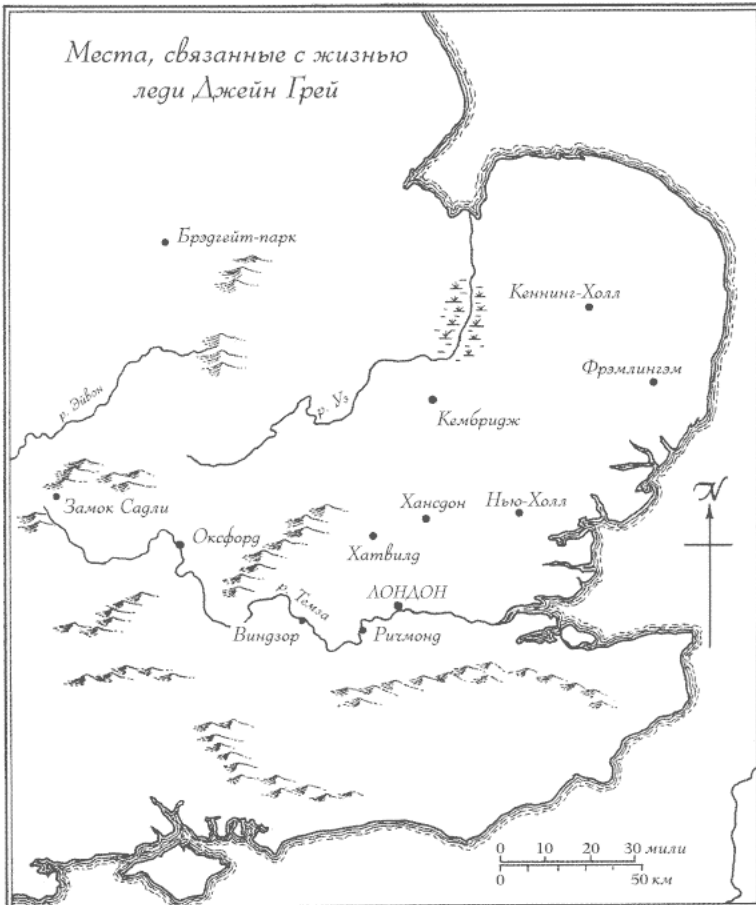 Места, связанные с жизнью
леди Джейн Грей
Брэдгейт-парк
Кеннинг-Холл
Фрэмлингэм
р. Эйвон
р. Уз
Кембридж
Замок Садли
Хансдон
Нью-Холл
N
Оксфорд
Хатвилд
р. Темза
ЛОНДОН
Виндзор
Ричмонд
0 10 20 30 мили
0 50 км